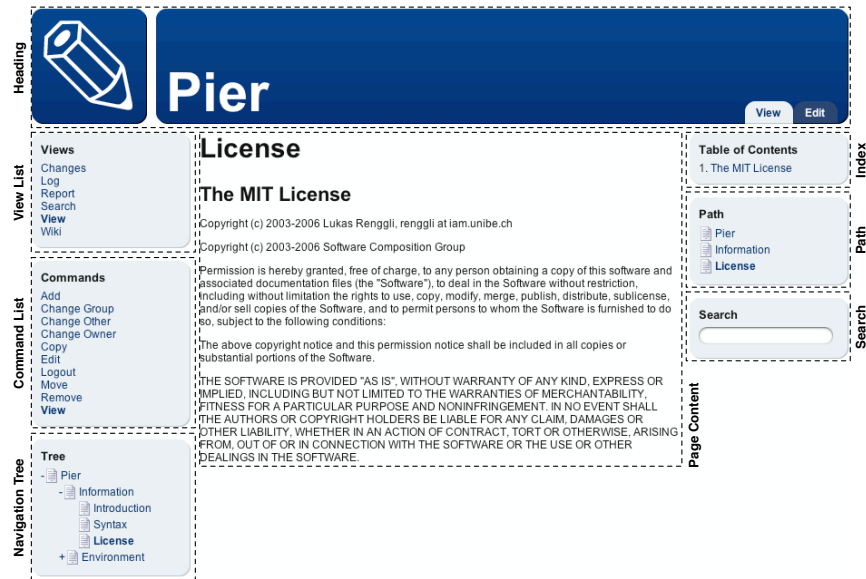 Heading
Pier
View Edit
View List
Views
Changes
Log
Report
Search
View
Wiki
Command List
Commands
Add
Change Group
Change Other
Change Owner
Copy
Edit
Logout
Move
Remove
View
Navigation Tree
Tree
- Pier
- Information
Introduction
Syntax
License
+ Environment
License
The MIT License
Copyright (c) 2003-2006 Lukas Renggli, renggli at iam.unibe.ch
Copyright (c) 2003-2006 Software Composition Group
Permission is hereby granted, free of charge, to any person obtaining a copy of this software and
associated documentation files (the "Software"), to deal in the Software without restriction,
including without limitation the rights to use, copy, modify, merge, publish, distribute, sublicense,
and/or sell copies of the Software, and to permit persons to whom the Software is furnished to do
so, subject to the following conditions:
The above copyright notice and this permission notice shall be included in all copies or
substantial portions of the Software.
THE SOFTWARE IS PROVIDED "AS IS", WITHOUT WARRANTY OF ANY KIND, EXPRESS OR
IMPLIED, INCLUDING BUT NOT LIMITED TO THE WARRANTIES OF MERCHANTABILITY,
FITNESS FOR A PARTICULAR PURPOSE AND NONINFRINGEMENT. IN NO EVENT SHALL
THE AUTHORS OR COPYRIGHT HOLDERS BE LIABLE FOR ANY CLAIM, DAMAGES OR
OTHER LIABILITY, WHETHER IN AN ACTION OF CONTRACT, TORT OR OTHERWISE, ARISING
FROM, OUT OF OR IN CONNECTION WITH THE SOFTWARE OR THE USE OR OTHER
DEALINGS IN THE SOFTWARE.
Page Content
Table of Contents
1. The MIT License
Index
Path
Pier
Information
License
Path
Search
Search